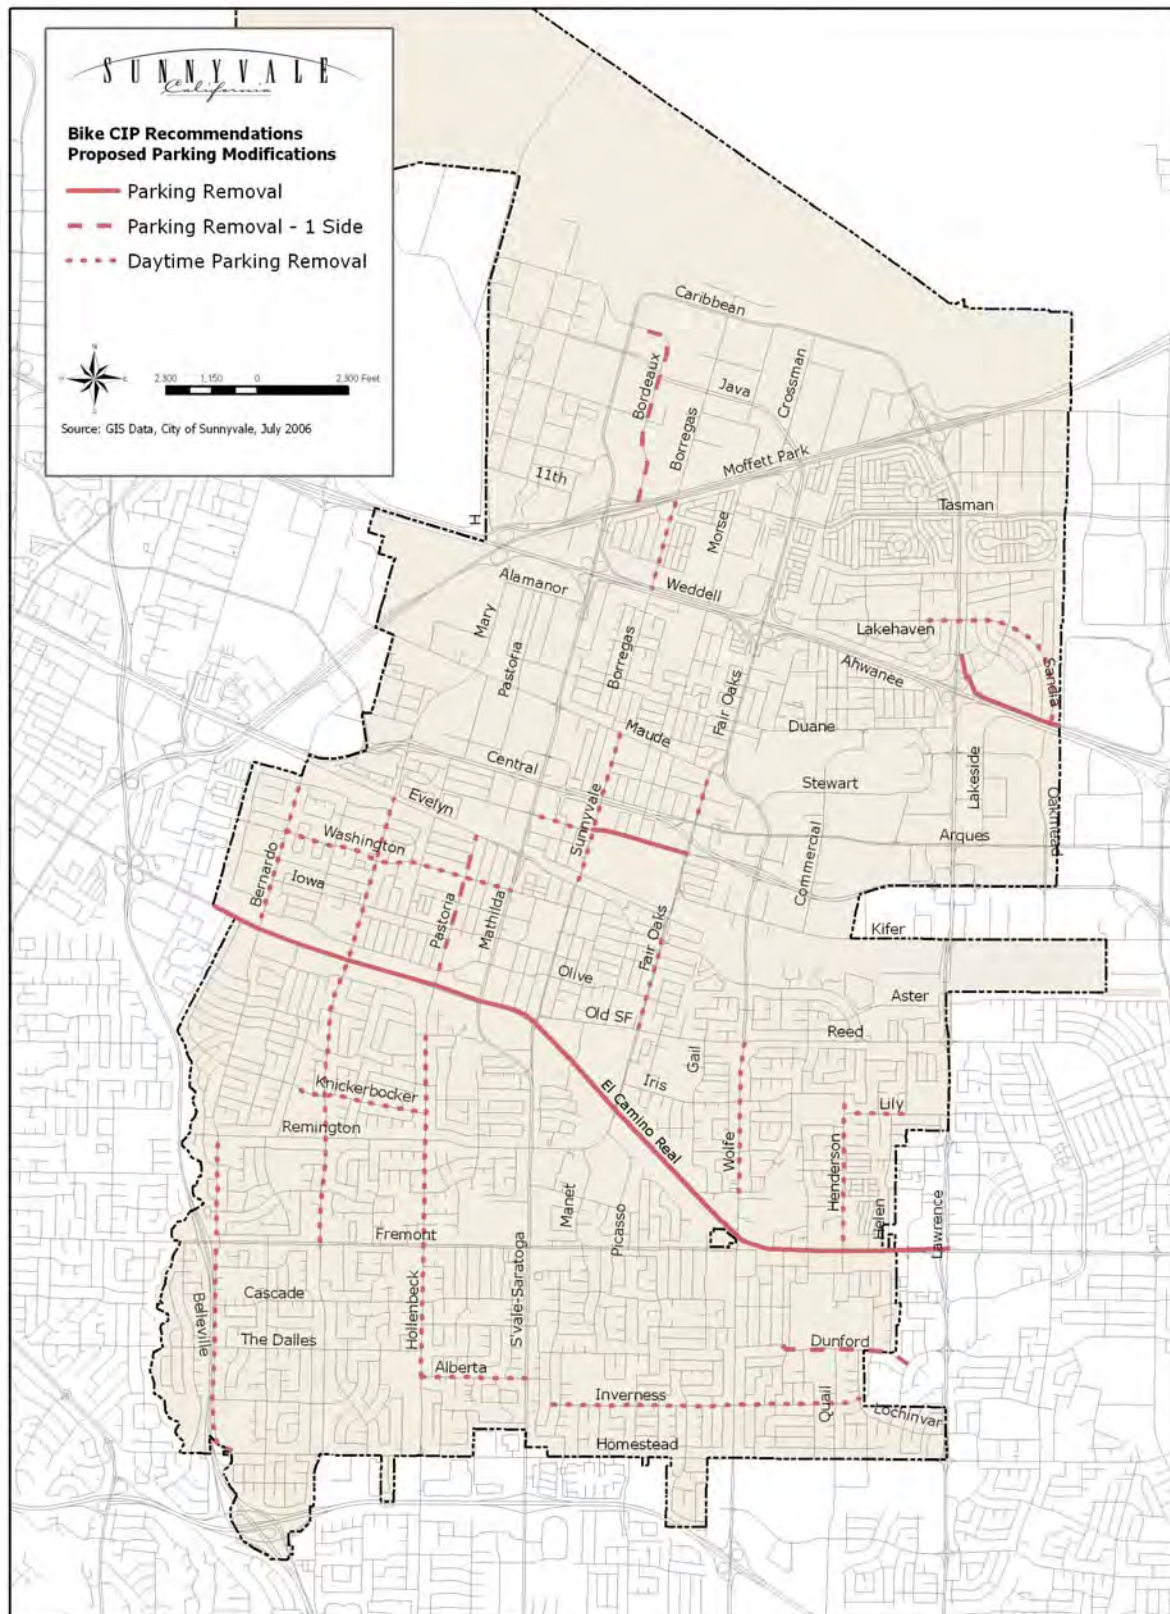 SUNNYVALE
California
Bike CIP Recommendations
Proposed Parking Modifications
Parking Removal
Parking Removal - 1 Side
Daytime Parking Removal
N
E
2,300 1,150 0 2,300 Feet
Source: GIS Data, City of Sunnyvale, July 2006
Caribbean
Bordeaux
Java
Crossman
Borregas
Moffett Park
11th
Tasman
H
Morse
Alamanor
Weddell
Mary
Lakehaven
Pastoria
Borregas
Ahwanee
Sandia
Fair Oaks
Maude
Duane
Central
Stewart
Lakeside
Evelyn
Oakmead
Sunnyvale
Washington
Arques
Bernardo
Commercial
Iowa
Pastoria
Mathilda
Fair Oaks
Kifer
Olive
Aster
Old SF
Reed
Gail
Iris
Knickerbocker
El Camino Real
Lily
Remington
Wolfe
Henderson
Manet
Helen
Picasso
Lawrence
Fremont
S'vale-Saratoga
Cascade
Belleville
Hollenbeck
The Dalles
Dunford
Alberta
Inverness
Quail
Lochinvar
Homestead